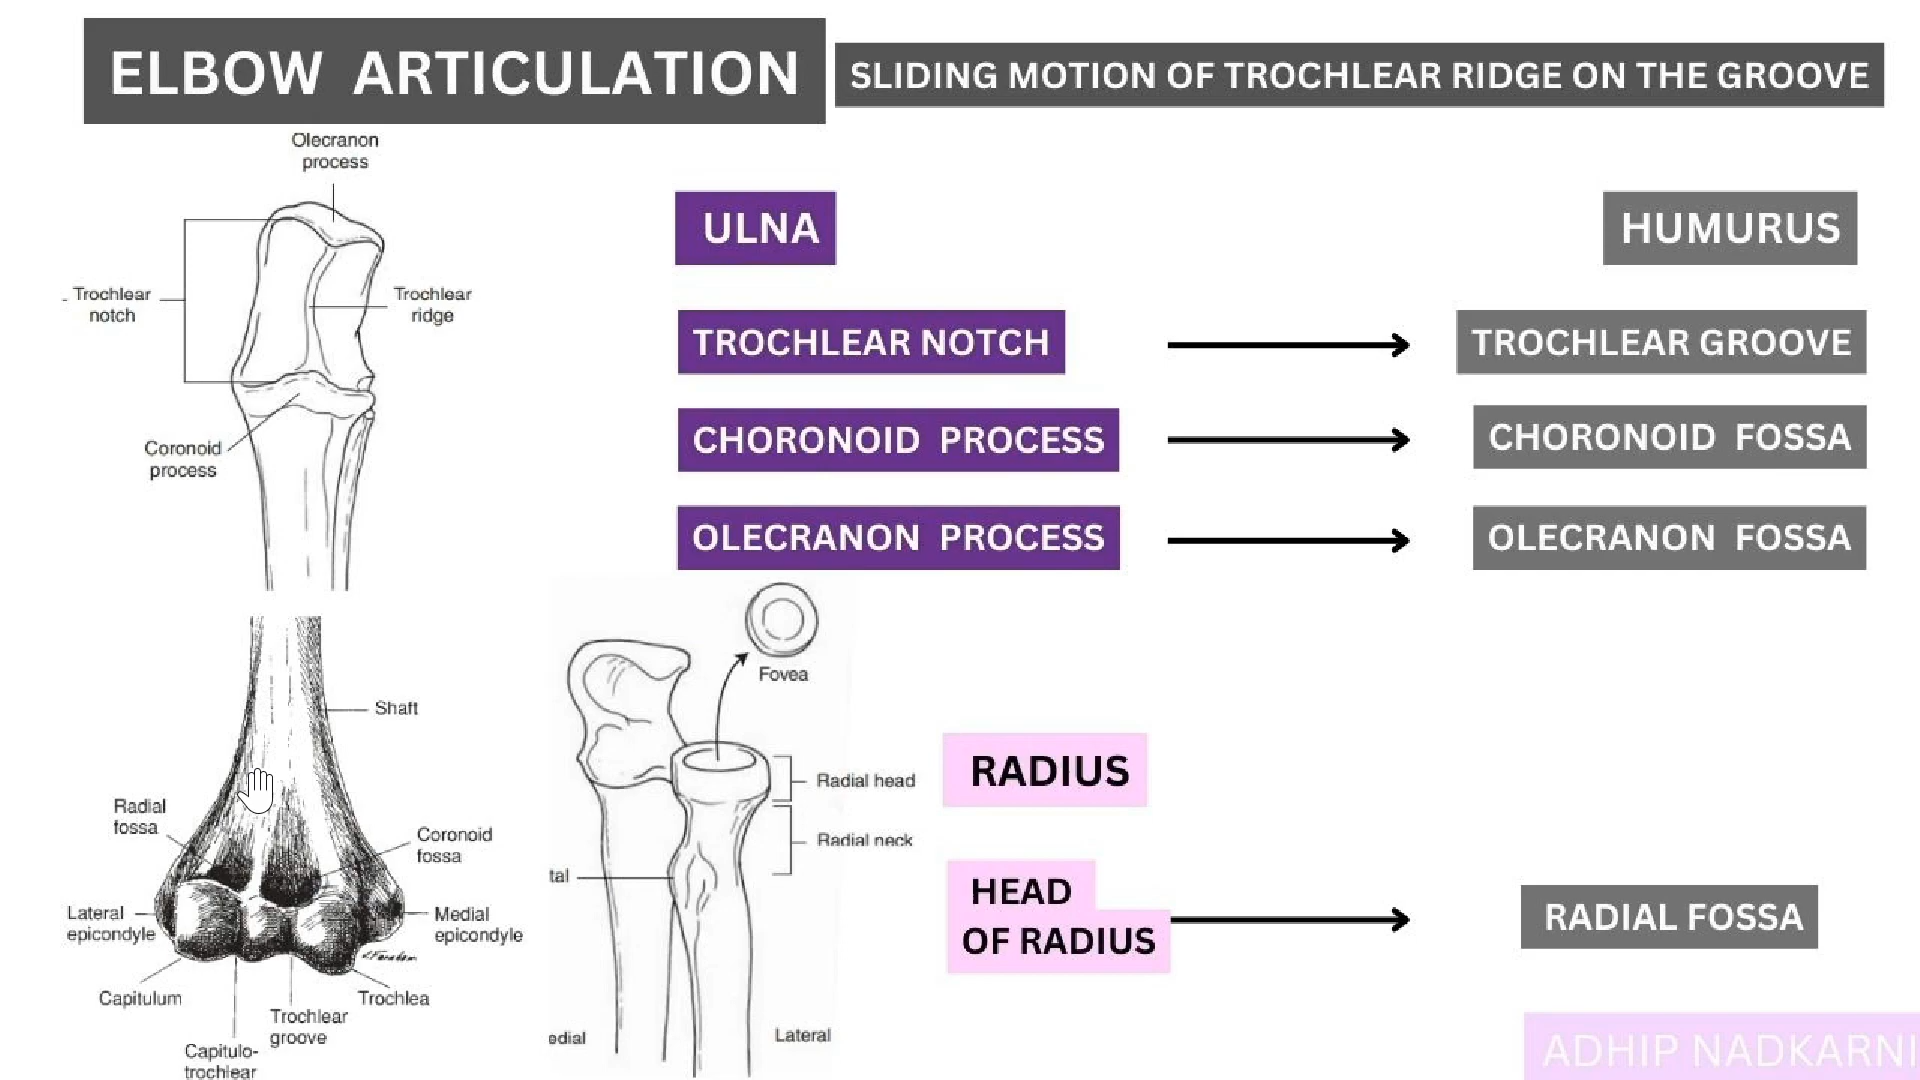 ELBOW ARTICULATION
SLIDING MOTION OF TROCHLEAR RIDGE ON THE GROOVE
Olecranon
process
Trochlear
notch
Trochlear
ridge
Coronoid
process
ULNA
HUMURUS
TROCHLEAR NOTCH
TROCHLEAR GROOVE
CHORONOID PROCESS
CHORONOID FOSSA
OLECRANON PROCESS
OLECRANON FOSSA
Shaft
Radial
fossa
Coronoid
fossa
Lateral
epicondyle
Medial
epicondyle
Capitulum
Trochlea
Trochlear
groove
Capitulo-
trochlear
Fovea
Radial head
Radial neck
tal
edial
Lateral
RADIUS
HEAD
OF RADIUS
RADIAL FOSSA
ADHIP NADKARNI